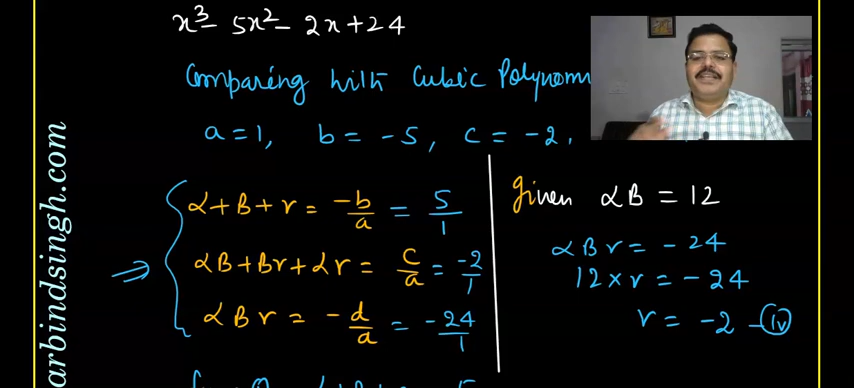 x³ - 5x² - 2x + 24
Comparing with Cubic Polynom
a = 1, b = -5, c = -2,
α + β + γ = -b/a = 5/1
αβ + βγ + αγ = c/a = -2/1
αβγ = -d/a = -24/1
given αβ = 12
αβγ = -24
12 × γ = -24
γ = -2 - iv
arbindsingh.com